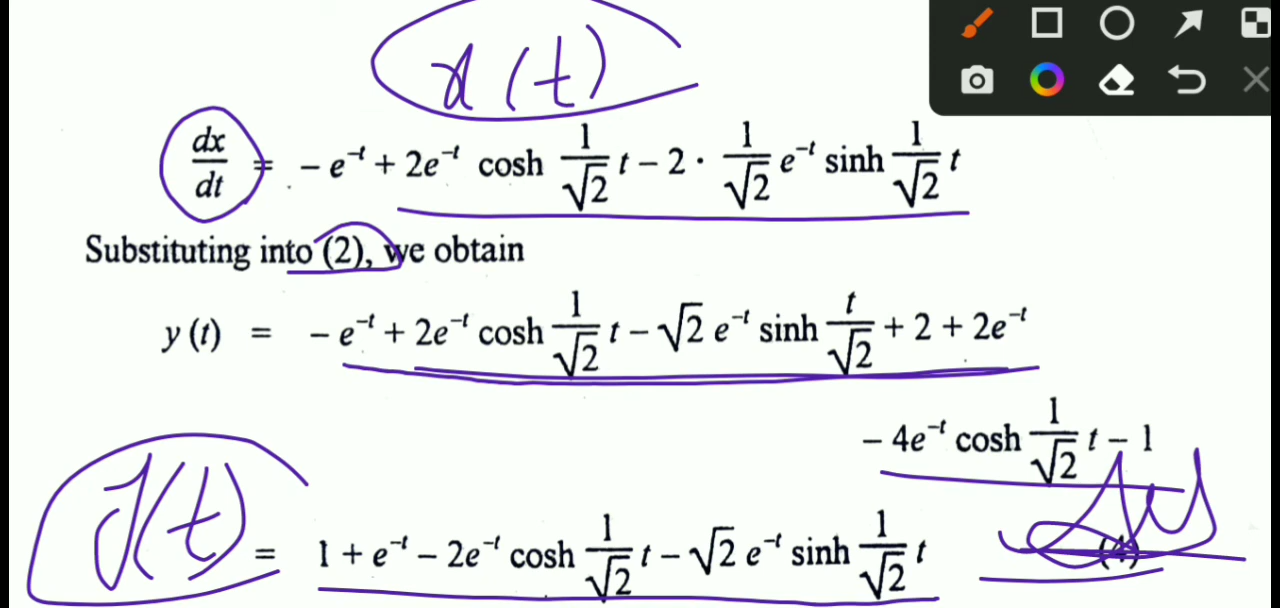 x(t)
dx/dt = − e^−t + 2e^−t cosh 1/√2 t − 2 · 1/√2 e^−t sinh 1/√2 t
Substituting into (2), we obtain
y (t) = − e^−t + 2e^−t cosh 1/√2 t − √2 e^−t sinh t/√2 + 2 + 2e^−t
− 4e^−t cosh 1/√2 t − 1
y(t) = 1 + e^−t − 2e^−t cosh 1/√2 t − √2 e^−t sinh 1/√2 t (4)